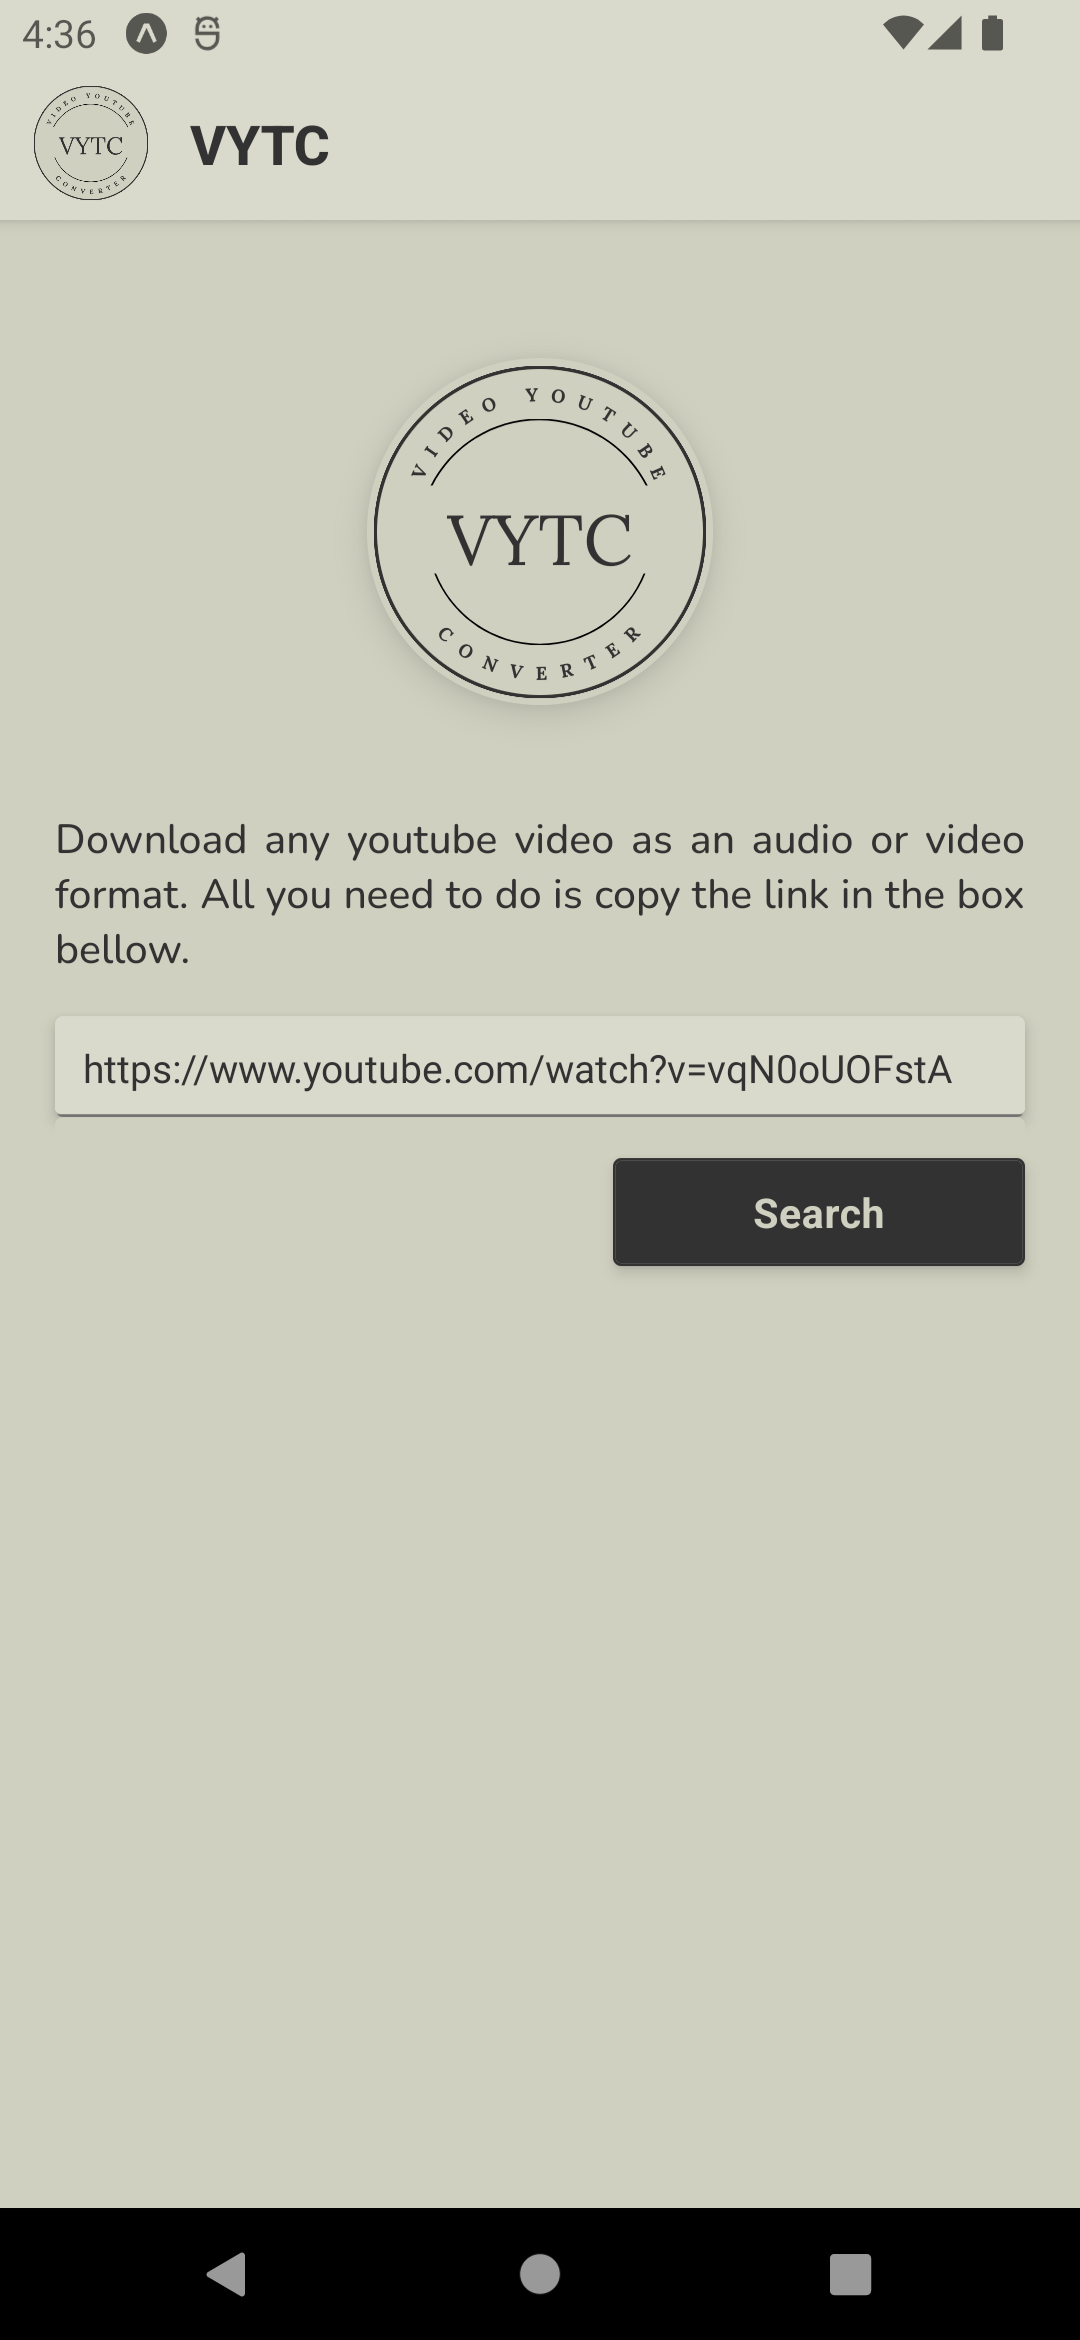 4:36
VIDEO YOUTUBE
VYTC
CONVERTER
VYTC
VIDEO YOUTUBE
VYTC
CONVERTER
Download any youtube video as an audio or video
format. All you need to do is copy the link in the box
bellow.
https://www.youtube.com/watch?v=vqN0oUOFstA
Search